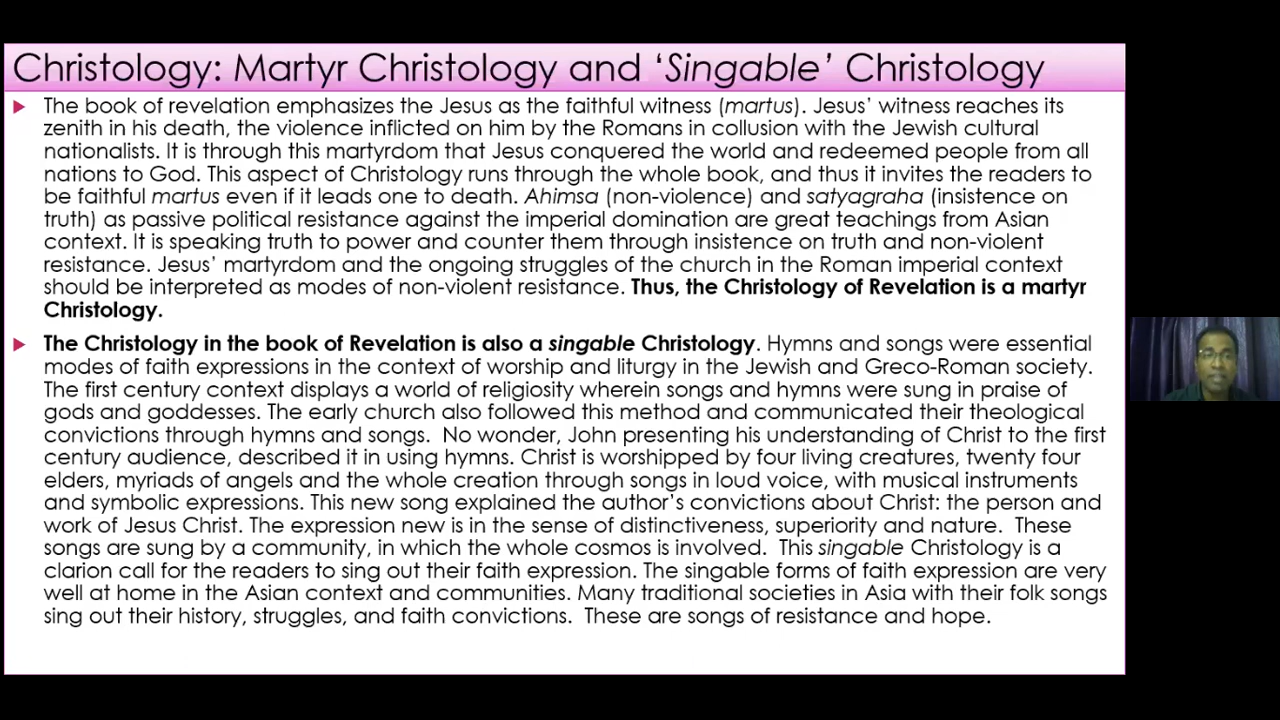 Christology: Martyr Christology and ‘Singable’ Christology
The book of revelation emphasizes the Jesus as the faithful witness (martus). Jesus’ witness reaches its
zenith in his death, the violence inflicted on him by the Romans in collusion with the Jewish cultural
nationalists. It is through this martyrdom that Jesus conquered the world and redeemed people from all
nations to God. This aspect of Christology runs through the whole book, and thus it invites the readers to
be faithful martus even if it leads one to death. Ahimsa (non-violence) and satyagraha (insistence on
truth) as passive political resistance against the imperial domination are great teachings from Asian
context. It is speaking truth to power and counter them through insistence on truth and non-violent
resistance. Jesus’ martyrdom and the ongoing struggles of the church in the Roman imperial context
should be interpreted as modes of non-violent resistance. Thus, the Christology of Revelation is a martyr
Christology.
The Christology in the book of Revelation is also a singable Christology. Hymns and songs were essential
modes of faith expressions in the context of worship and liturgy in the Jewish and Greco-Roman society.
The first century context displays a world of religiosity wherein songs and hymns were sung in praise of
gods and goddesses. The early church also followed this method and communicated their theological
convictions through hymns and songs. No wonder, John presenting his understanding of Christ to the first
century audience, described it in using hymns. Christ is worshipped by four living creatures, twenty four
elders, myriads of angels and the whole creation through songs in loud voice, with musical instruments
and symbolic expressions. This new song explained the author’s convictions about Christ: the person and
work of Jesus Christ. The expression new is in the sense of distinctiveness, superiority and nature. These
songs are sung by a community, in which the whole cosmos is involved. This singable Christology is a
clarion call for the readers to sing out their faith expression. The singable forms of faith expression are very
well at home in the Asian context and communities. Many traditional societies in Asia with their folk songs
sing out their history, struggles, and faith convictions. These are songs of resistance and hope.